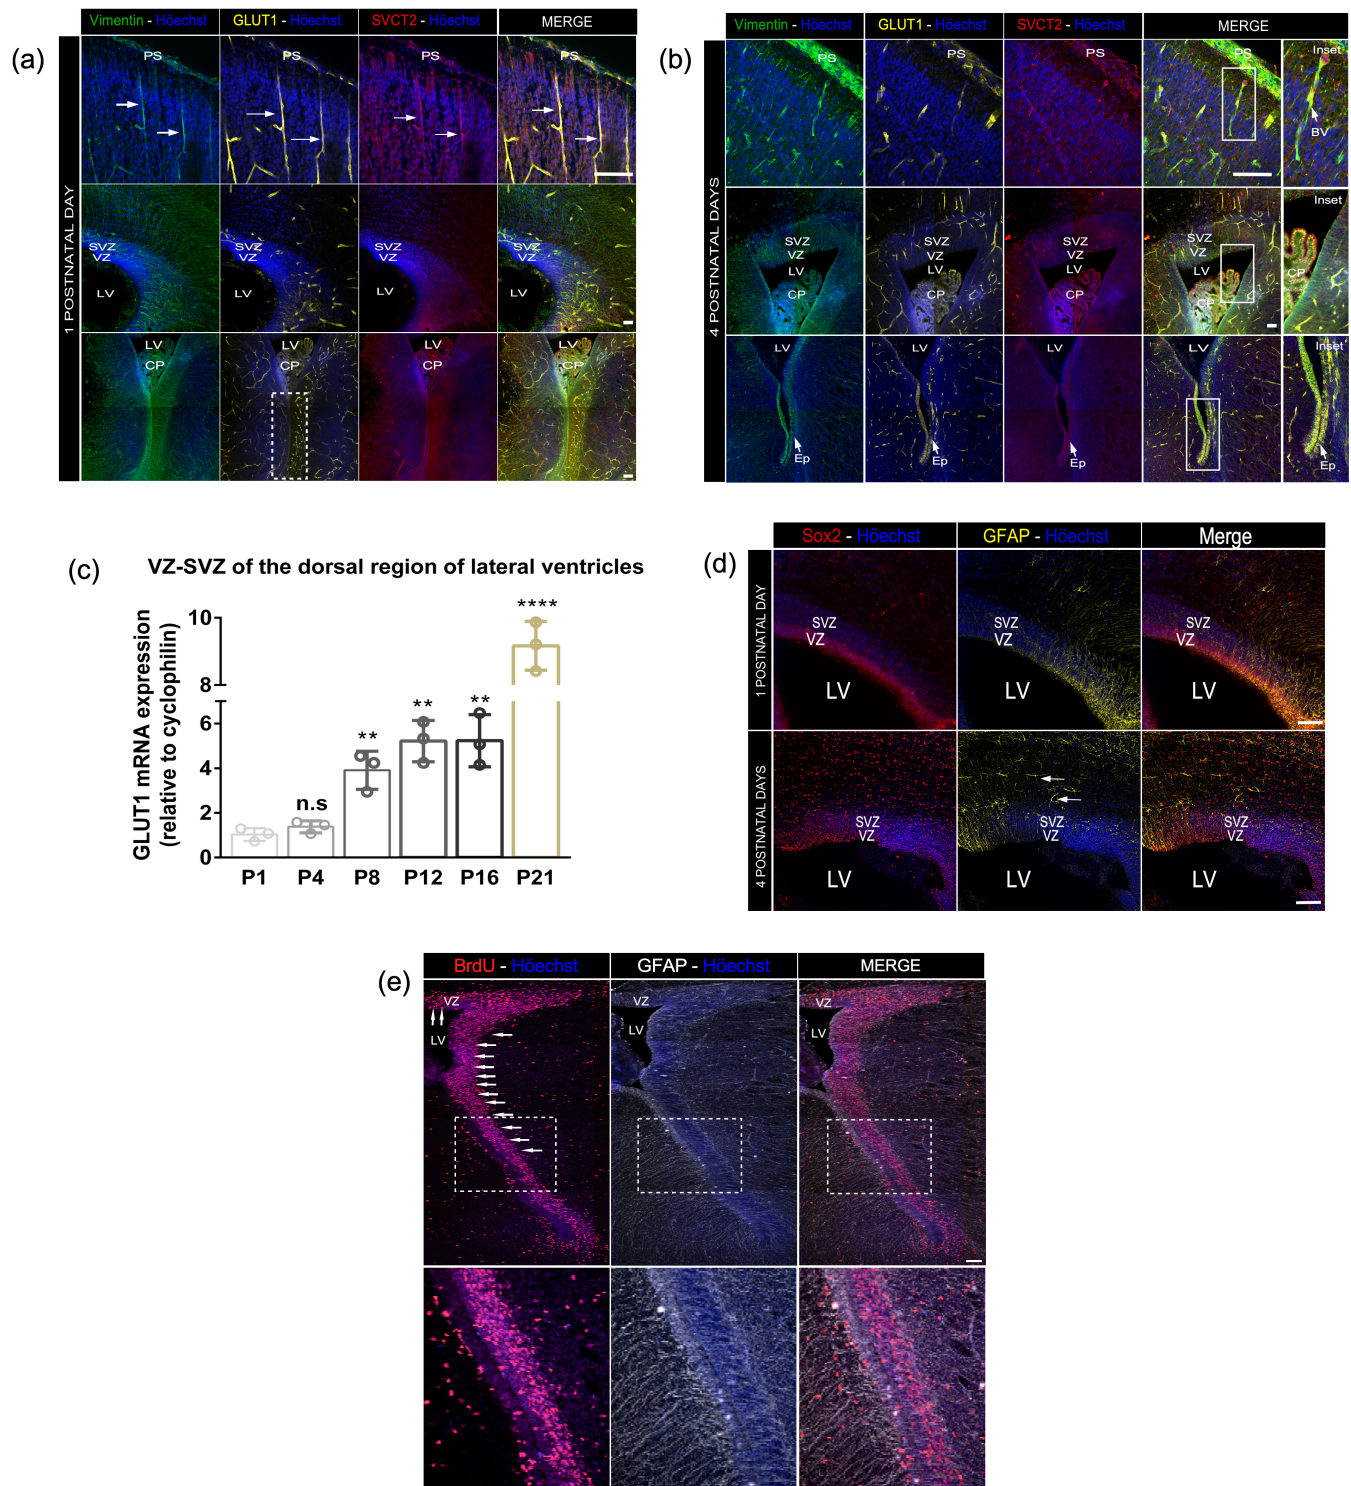 (a)
Vimentin - Höechst GLUT1 - Höechst SVCT2 - Höechst MERGE
1 POSTNATAL DAY
PS PS PS PS
SVZ SVZ SVZ SVZ
VZ VZ VZ VZ
LV LV LV LV
LV LV LV LV
CP CP CP CP
(b)
Vimentin - Höechst GLUT1 - Höechst SVCT2 - Höechst MERGE
4 POSTNATAL DAYS
PS PS PS PS Inset
BV
SVZ SVZ SVZ SVZ Inset
VZ VZ VZ VZ
LV LV LV LV
CP CP CP CP CP
LV LV LV LV Inset
Ep Ep Ep Ep
(c)
VZ-SVZ of the dorsal region of lateral ventricles
GLUT1 mRNA expression
(relative to cyclophilin)
10
8
6
4
2
0
n.s ** ** ** ****
P1 P4 P8 P12 P16 P21
(d)
Sox2 - Höechst GFAP - Höechst Merge
1 POSTNATAL DAY
SVZ SVZ SVZ
VZ VZ VZ
LV LV LV
4 POSTNATAL DAYS
SVZ SVZ SVZ
VZ VZ VZ
LV LV LV
(e)
BrdU - Höechst GFAP - Höechst MERGE
VZ VZ VZ
LV LV LV